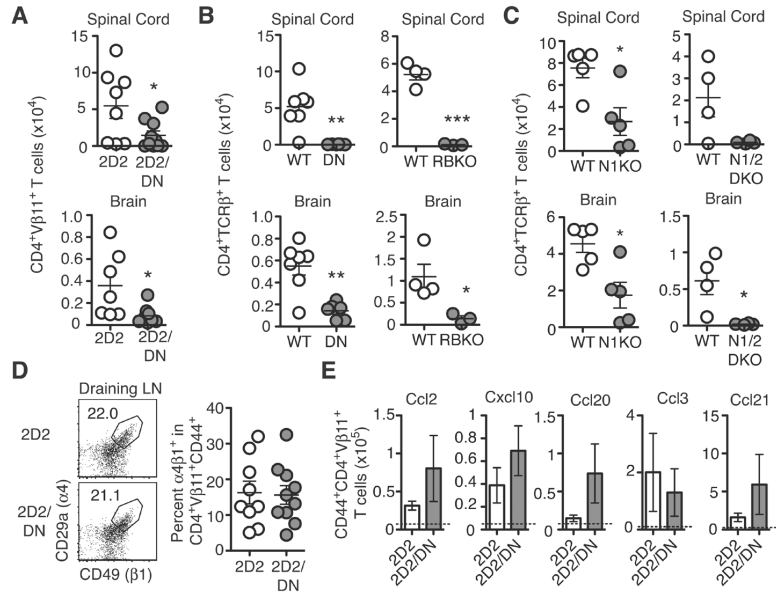 A
Spinal Cord
CD4+Vβ11+ T cells (x10⁴)
15
10
5
0
*
2D2
2D2/
DN
Brain
1.0
0.8
0.6
0.4
0.2
0
*
2D2
2D2/
DN
B
Spinal Cord
Spinal Cord
CD4+TCRβ+ T cells (x10⁴)
15
10
5
0
**
WT
DN
8
6
4
2
0
***
WT RBKO
Brain
Brain
1.0
0.8
0.6
0.4
0.2
0
**
WT
DN
2.5
2
1.5
1
0.5
0
*
WT RBKO
C
Spinal Cord
Spinal Cord
CD4+TCRβ+ T cells (x10⁴)
10
8
6
4
2
0
*
WT N1KO
5
4
3
2
1
0
WT N1/2
DKO
Brain
Brain
6
4
2
0
*
WT N1KO
1.5
1
0.5
0
*
WT N1/2
DKO
D
Draining LN
2D2
22.0
2D2/
DN
21.1
CD29a (α4)
CD49 (β1)
Percent α4β1+ in
CD4+Vβ11+CD44+
40
30
20
10
0
2D2
2D2/
DN
E
CD44+CD4+Vβ11+
T cells (x10⁵)
Ccl2
1.5
1
0.5
0
2D2
2D2/DN
Cxcl10
1
0.8
0.6
0.4
0.2
0
2D2
2D2/DN
Ccl20
1.5
1
0.5
0
2D2
2D2/DN
Ccl3
4
2
0
2D2
2D2/DN
Ccl21
15
10
5
0
2D2
2D2/DN